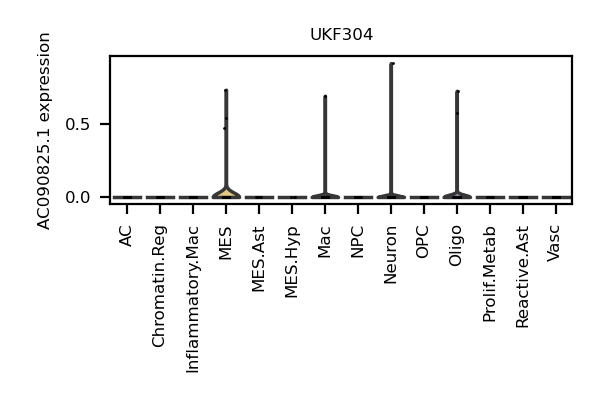 UKF304
AC090825.1 expression
0.5
0.0
AC
Chromatin.Reg
Inflammatory.Mac
MES
MES.Ast
MES.Hyp
Mac
NPC
Neuron
OPC
Oligo
Prolif.Metab
Reactive.Ast
Vasc